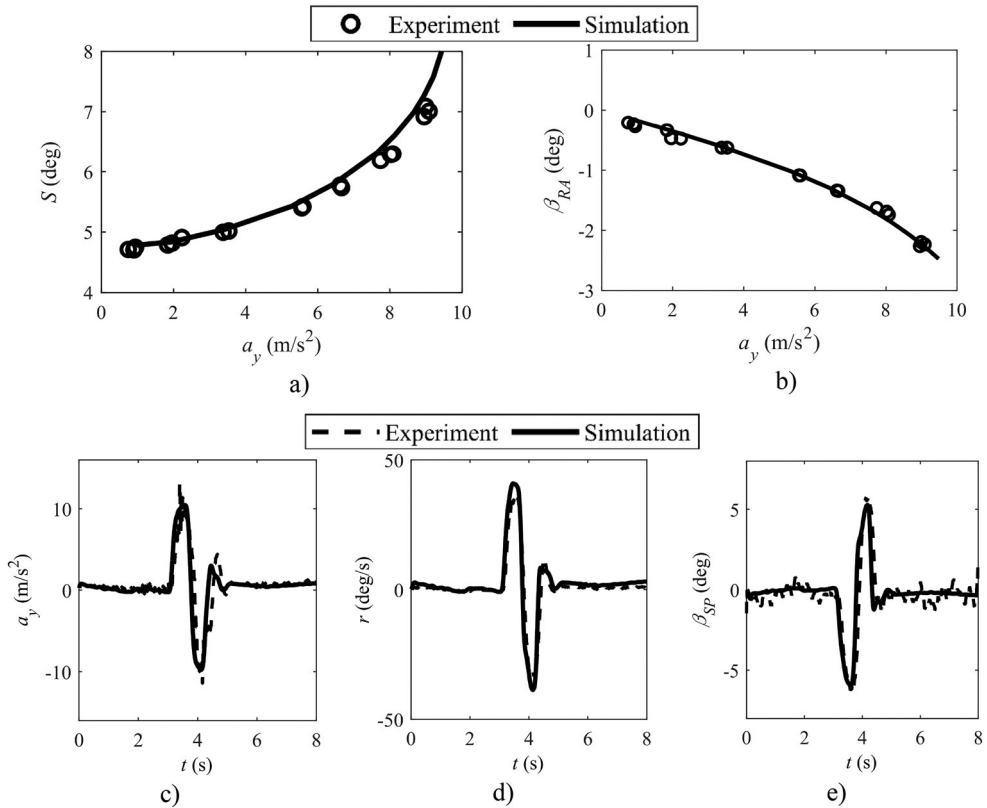 Experiment Simulation
8
7
6
5
4
S (deg)
0 2 4 6 8 10
a_y (m/s²)
a)
1
0
-1
-2
-3
β_RA (deg)
0 2 4 6 8 10
a_y (m/s²)
b)
Experiment Simulation
10
0
-10
a_y (m/s²)
0 2 4 6 8
t (s)
c)
50
0
-50
r (deg/s)
0 2 4 6 8
t (s)
d)
5
0
-5
β_SP (deg)
0 2 4 6 8
t (s)
e)